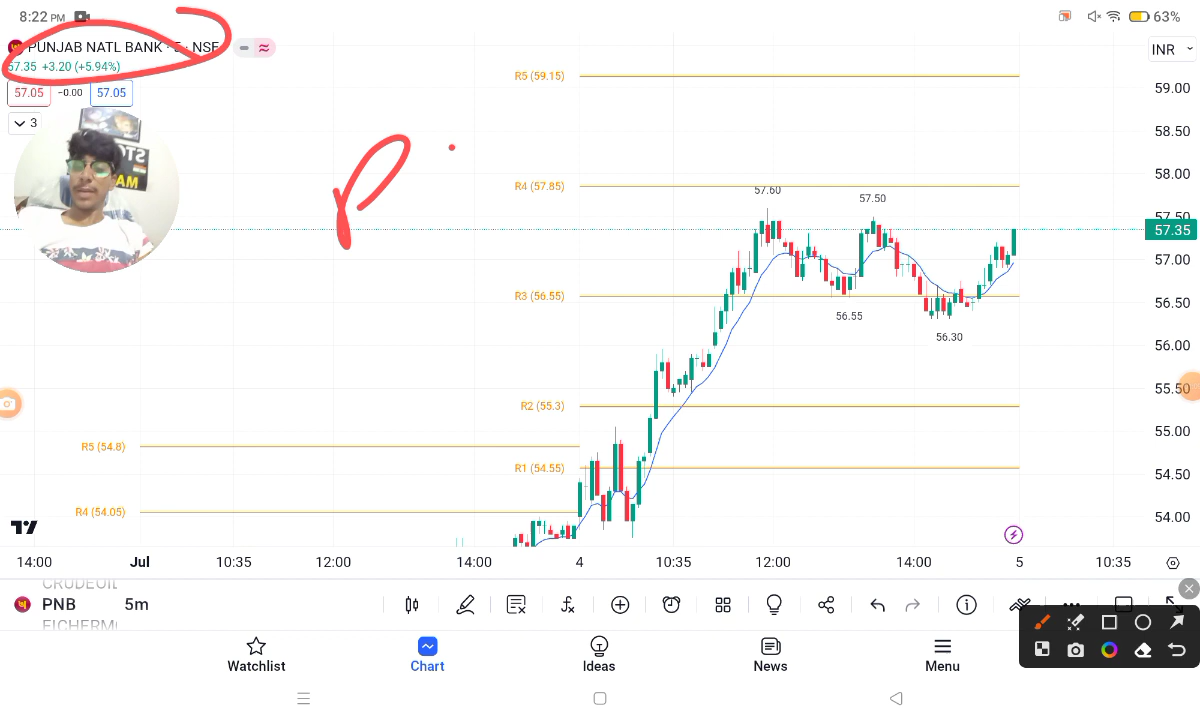 8:22 PM 63%
PUNJAB NATL BANK · 5 · NSE
57.35 +3.20 (+5.94%)
57.05 −0.00 57.05
3
INR
R5 (59.15)
59.00
58.50
58.00
R4 (57.85)
57.60
57.50
57.50
57.35
57.00
R3 (56.55)
56.50
56.55
56.30
56.00
55.50
R2 (55.3)
55.00
R5 (54.8)
R1 (54.55)
54.50
R4 (54.05)
54.00
14:00 Jul 10:35 12:00 14:00 4 10:35 12:00 14:00 5 10:35
CRUDEOIL
PNB 5m
Watchlist Chart Ideas News Menu